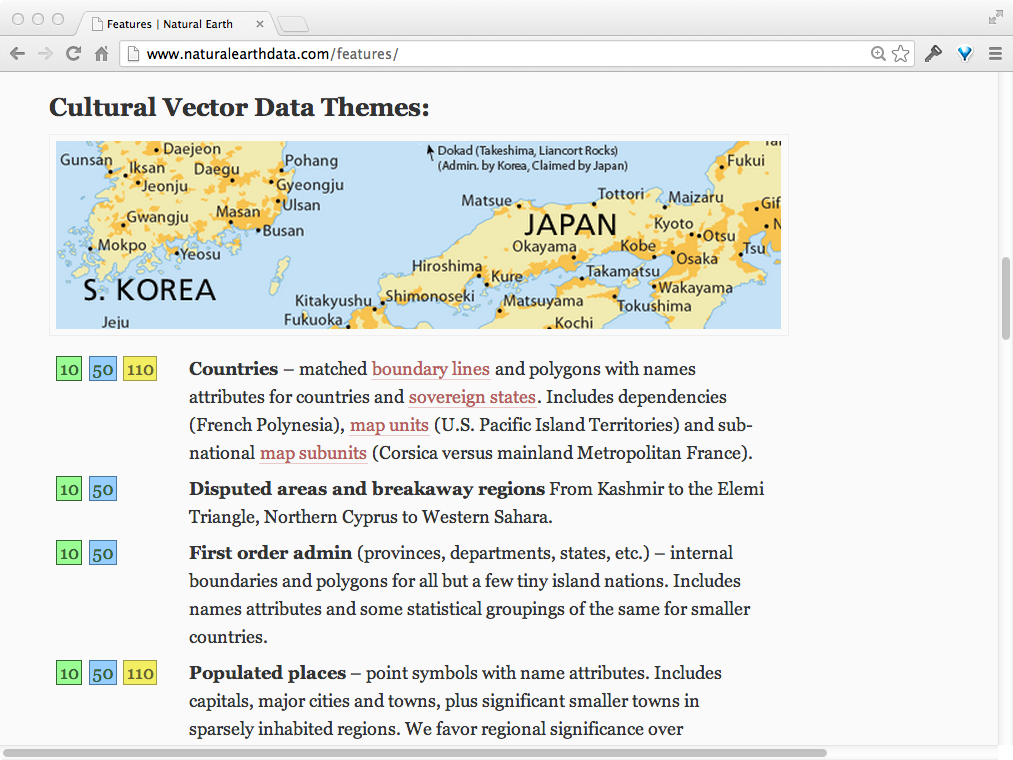 Features | Natural Earth
www.naturalearthdata.com/features/
Cultural Vector Data Themes:
Daejeon
Gunsan
Iksan
Daegu
Pohang
Jeonju
Gyeongju
Ulsan
Gwangju
Masan
Busan
Mokpo
Yeosu
S. KOREA
Jeju
Dokad (Takeshima, Liancort Rocks)
(Admin. by Korea, Claimed by Japan)
Fukui
Matsue
Tottori
Maizuru
Gif
JAPAN
Kyoto
Otsu
N
Okayama
Kobe
Osaka
Tsu
Hiroshima
Kure
Takamatsu
Wakayama
Kitakyushu
Shimonoseki
Matsuyama
Tokushima
Fukuoka
Kochi
10 50 110
Countries – matched boundary lines and polygons with names
attributes for countries and sovereign states. Includes dependencies
(French Polynesia), map units (U.S. Pacific Island Territories) and sub-
national map subunits (Corsica versus mainland Metropolitan France).
10 50
Disputed areas and breakaway regions From Kashmir to the Elemi
Triangle, Northern Cyprus to Western Sahara.
10 50
First order admin (provinces, departments, states, etc.) – internal
boundaries and polygons for all but a few tiny island nations. Includes
names attributes and some statistical groupings of the same for smaller
countries.
10 50 110
Populated places – point symbols with name attributes. Includes
capitals, major cities and towns, plus significant smaller towns in
sparsely inhabited regions. We favor regional significance over